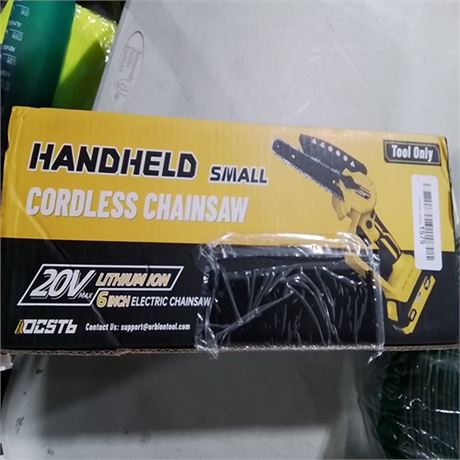 Tool Only
HANDHELD SMALL
CORDLESS CHAINSAW
1575
20V MAX LITHIUM ION
6 INCH ELECTRIC CHAINSAW
Contact Us: support@orbiontool.com